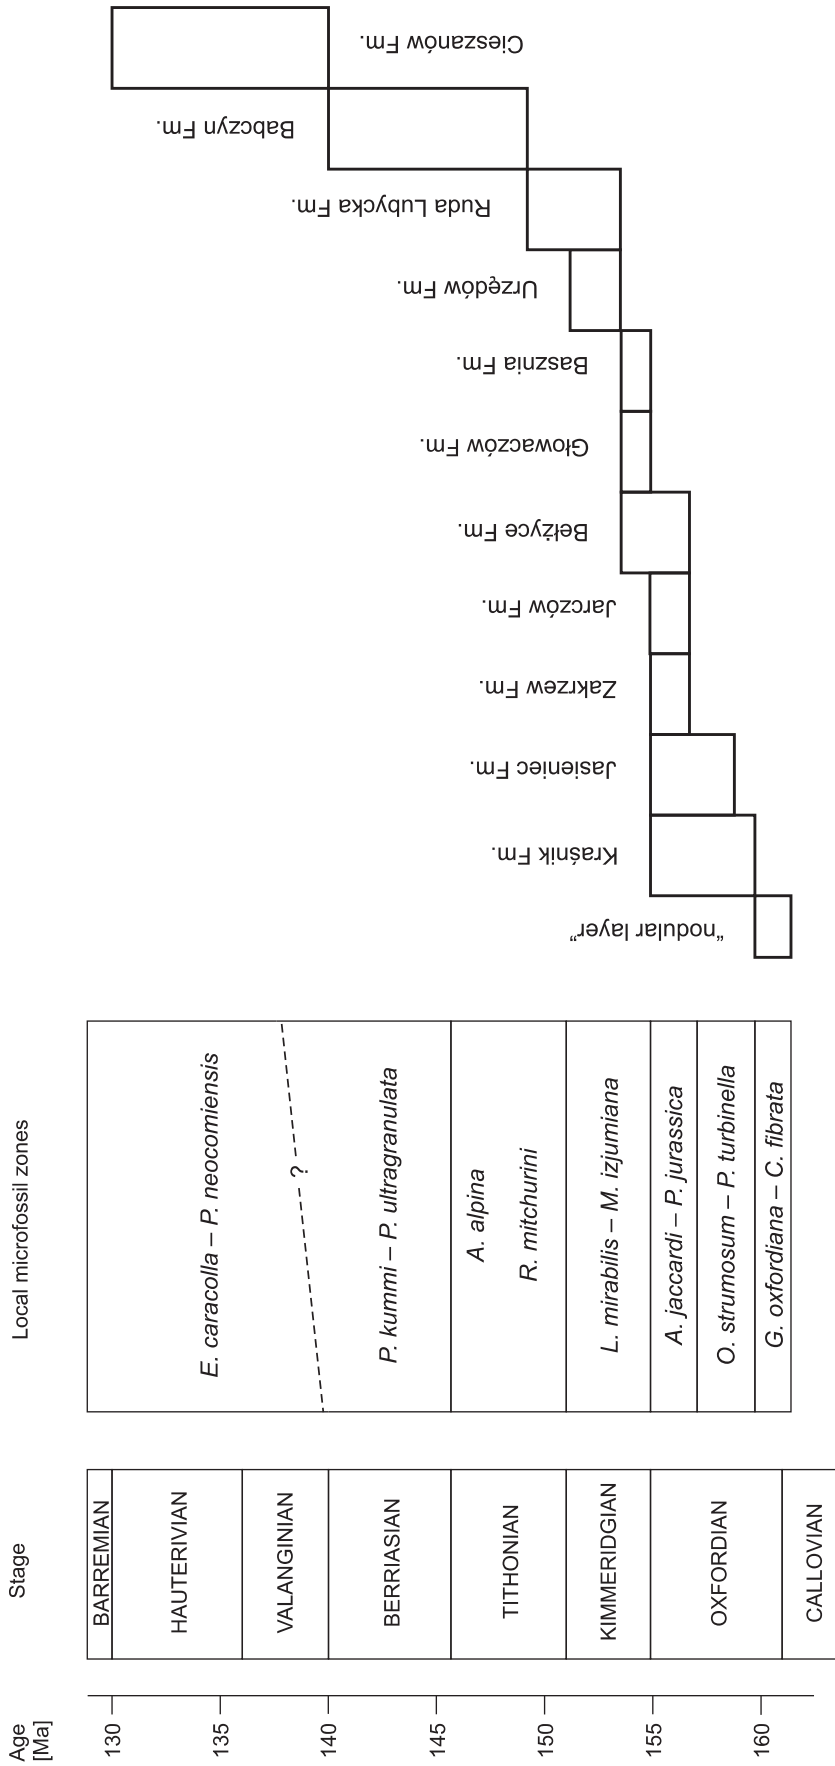 Age
[Ma]
130
135
140
145
150
155
160
Stage
BARREMIAN
HAUTERIVIAN
VALANGINIAN
BERRIASIAN
TITHONIAN
KIMMERIDGIAN
OXFORDIAN
CALLOVIAN
Local microfossil zones
E. caracolla – P. neocomiensis
?
P. kummi – P. ultragranulata
A. alpina
R. mitchurini
L. mirabilis – M. izjumiana
A. jaccardi – P. jurassica
O. strumosum – P. turbinella
G. oxfordiana – C. fibrata
Cieszanów Fm.
Babczyn Fm.
Ruda Lubycka Fm.
Urzędów Fm.
Basznia Fm.
Głowaczów Fm.
Bełżyce Fm.
Jarczów Fm.
Zakrzew Fm.
Jasieniec Fm.
Kraśnik Fm.
“nodular layer”